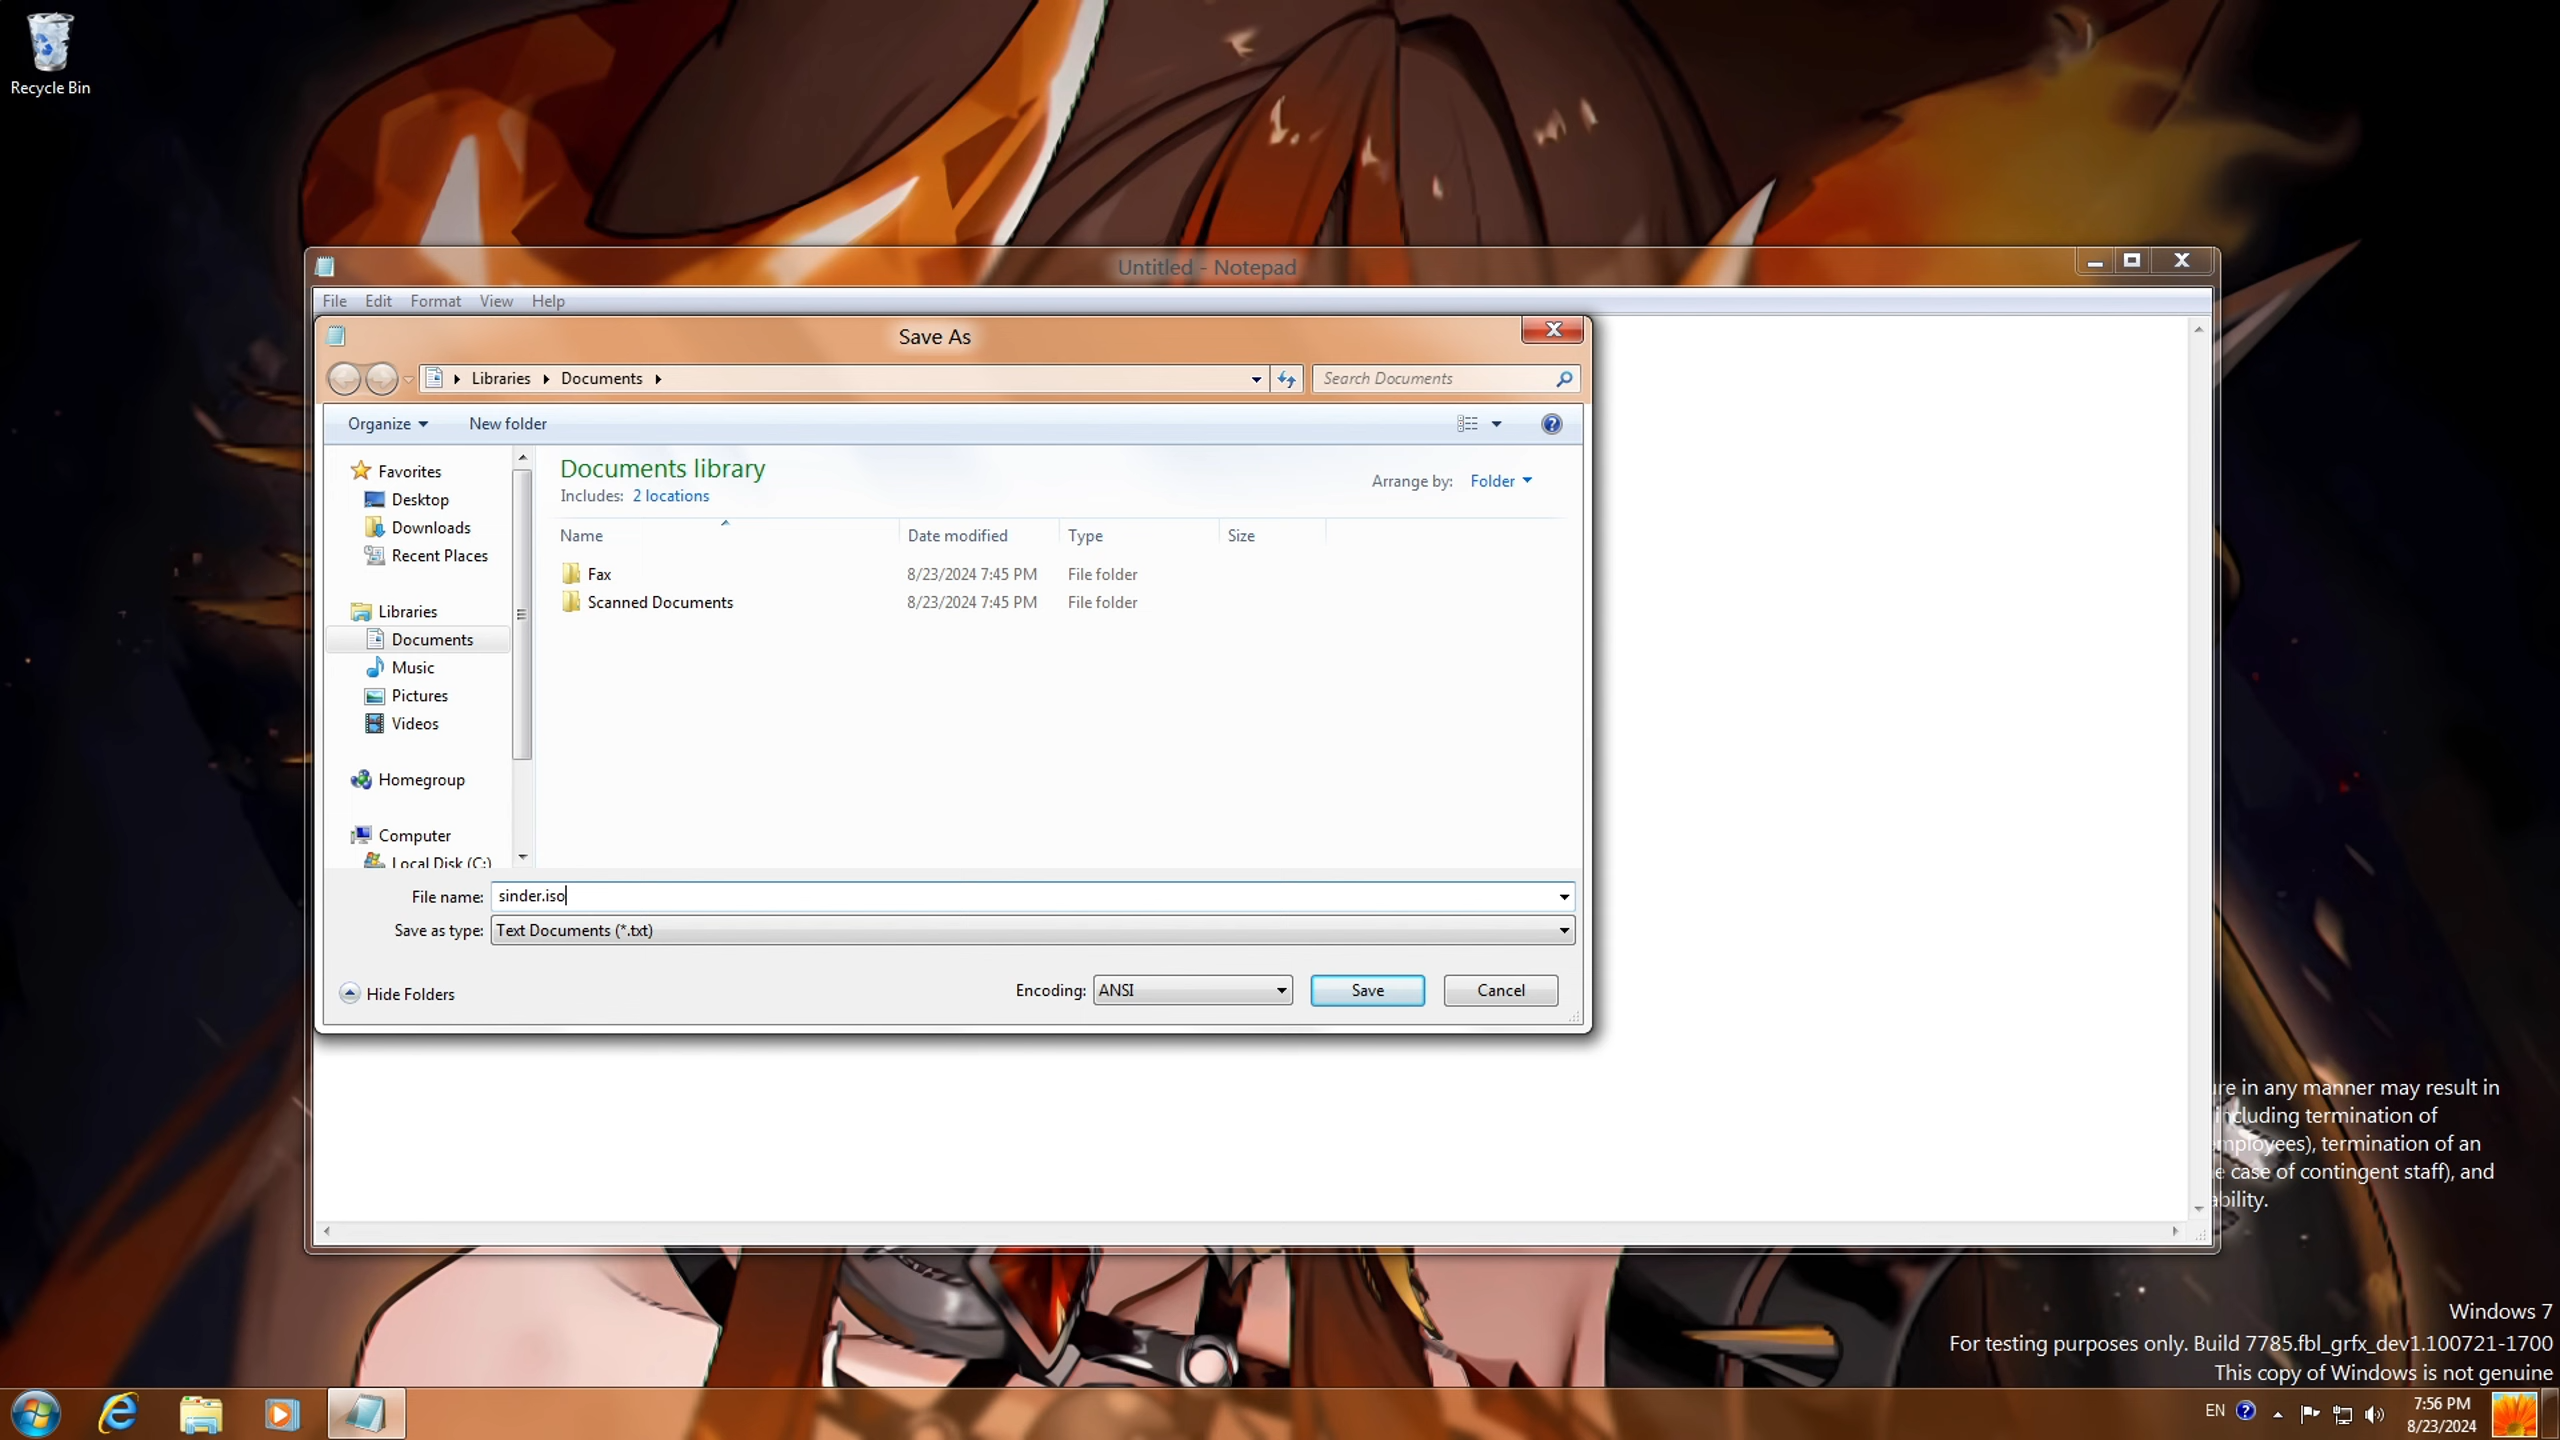 Recycle Bin
Untitled - Notepad
File Edit Format View Help
Save As
Libraries Documents
Search Documents
Organize New folder
Favorites
Desktop
Downloads
Recent Places
Libraries
Documents
Music
Pictures
Videos
Homegroup
Computer
Local Disk (C:)
Documents library
Includes: 2 locations
Arrange by: Folder
Name Date modified Type Size
Fax 8/23/2024 7:45 PM File folder
Scanned Documents 8/23/2024 7:45 PM File folder
File name: sinder.iso
Save as type: Text Documents (*.txt)
Hide Folders
Encoding: ANSI Save Cancel
in any manner may result in
including termination of
employees), termination of an
case of contingent staff), and
Windows 7
For testing purposes only. Build 7785.fbl_grfx_dev1.100721-1700
This copy of Windows is not genuine
EN
7:56 PM
8/23/2024